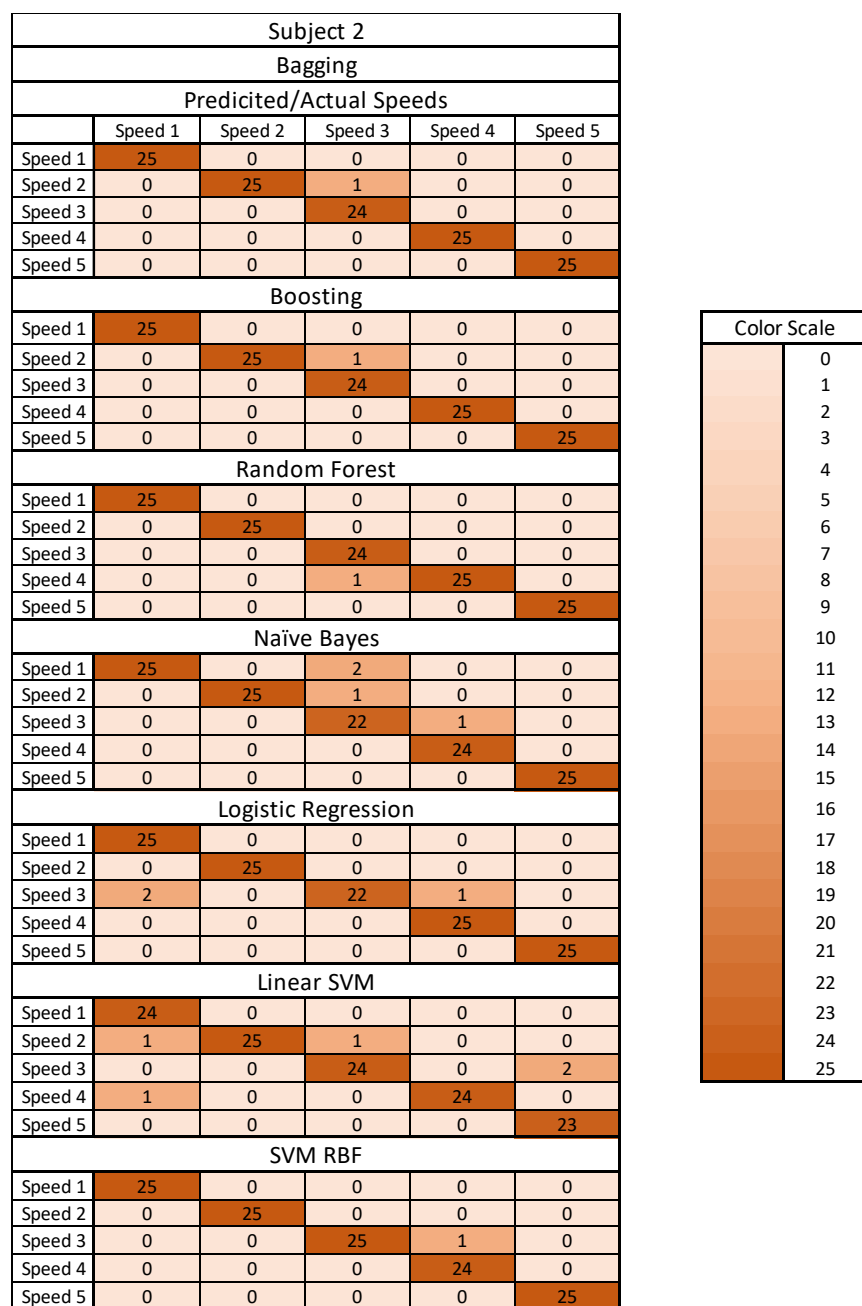 Subject 2
Bagging
Predicited/Actual Speeds
Speed 1 Speed 2 Speed 3 Speed 4 Speed 5
Speed 1 25 0 0 0 0
Speed 2 0 25 1 0 0
Speed 3 0 0 24 0 0
Speed 4 0 0 0 25 0
Speed 5 0 0 0 0 25
Boosting
Speed 1 25 0 0 0 0
Speed 2 0 25 1 0 0
Speed 3 0 0 24 0 0
Speed 4 0 0 0 25 0
Speed 5 0 0 0 0 25
Random Forest
Speed 1 25 0 0 0 0
Speed 2 0 25 0 0 0
Speed 3 0 0 24 0 0
Speed 4 0 0 1 25 0
Speed 5 0 0 0 0 25
Naïve Bayes
Speed 1 25 0 2 0 0
Speed 2 0 25 1 0 0
Speed 3 0 0 22 1 0
Speed 4 0 0 0 24 0
Speed 5 0 0 0 0 25
Logistic Regression
Speed 1 25 0 0 0 0
Speed 2 0 25 0 0 0
Speed 3 2 0 22 1 0
Speed 4 0 0 0 25 0
Speed 5 0 0 0 0 25
Linear SVM
Speed 1 24 0 0 0 0
Speed 2 1 25 1 0 0
Speed 3 0 0 24 0 2
Speed 4 1 0 0 24 0
Speed 5 0 0 0 0 23
SVM RBF
Speed 1 25 0 0 0 0
Speed 2 0 25 0 0 0
Speed 3 0 0 25 1 0
Speed 4 0 0 0 24 0
Speed 5 0 0 0 0 25
Color Scale
0
1
2
3
4
5
6
7
8
9
10
11
12
13
14
15
16
17
18
19
20
21
22
23
24
25